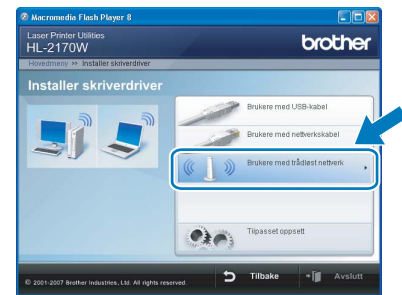 Macromedia Flash Player 8
Laser Printer Utilities
HL-2170W
brother
Hovedmeny >> Installer skriverdriver
Installer skriverdriver
Brukere med USB-kabel
Brukere med nettverkskabel
Brukere med trådløst nettverk
Tilpasset oppsett
© 2001-2007 Brother Industries, Ltd. All rights reserved.
Tilbake
Avslutt